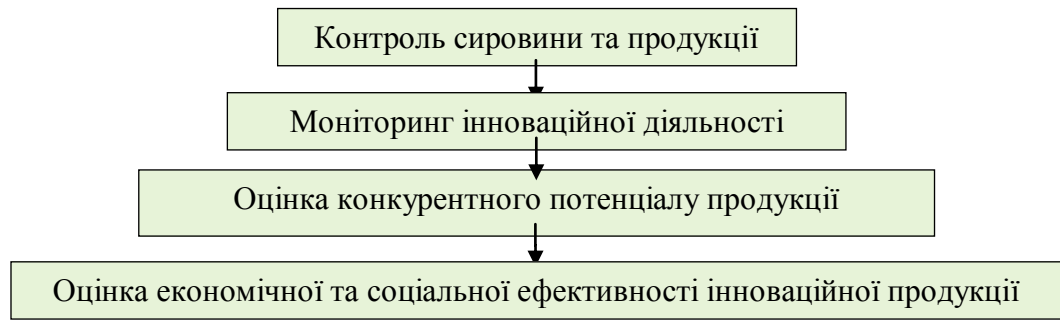 Контроль сировини та продукції
Моніторинг інноваційної діяльності
Оцінка конкурентного потенціалу продукції
Оцінка економічної та соціальної ефективності інноваційної продукції